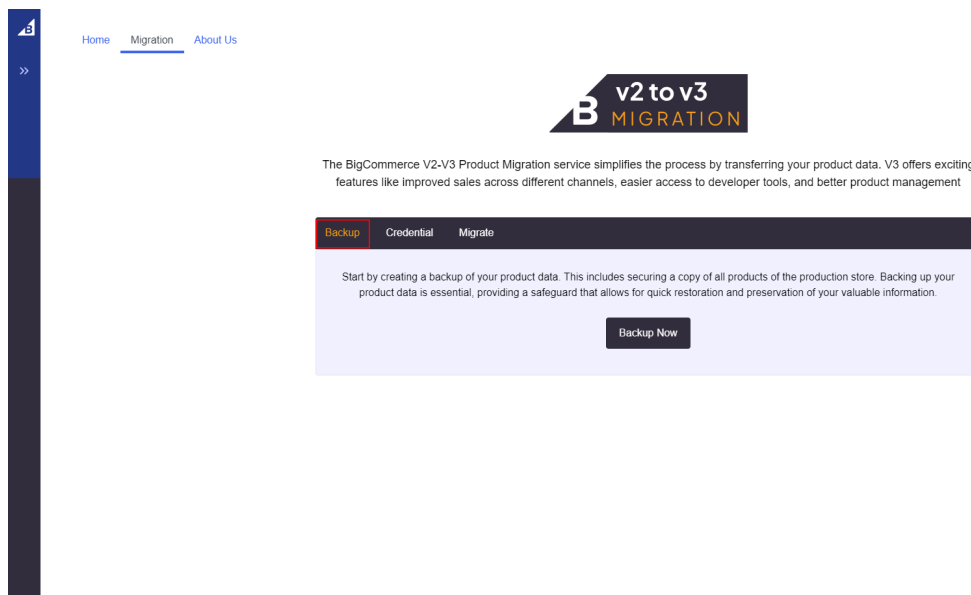 B
Home Migration About Us
»
B v2 to v3
MIGRATION
The BigCommerce V2-V3 Product Migration service simplifies the process by transferring your product data. V3 offers exciting
features like improved sales across different channels, easier access to developer tools, and better product management
Backup Credential Migrate
Start by creating a backup of your product data. This includes securing a copy of all products of the production store. Backing up your
product data is essential, providing a safeguard that allows for quick restoration and preservation of your valuable information.
Backup Now